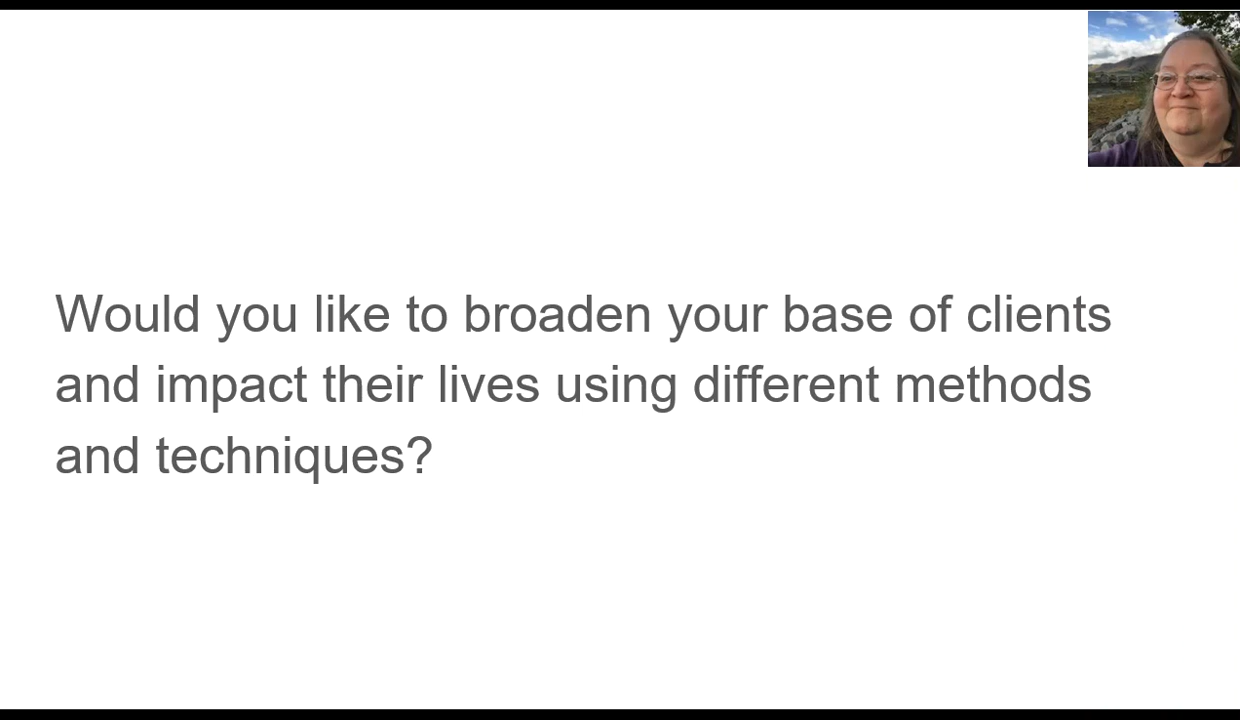 Would you like to broaden your base of clients
and impact their lives using different methods
and techniques?